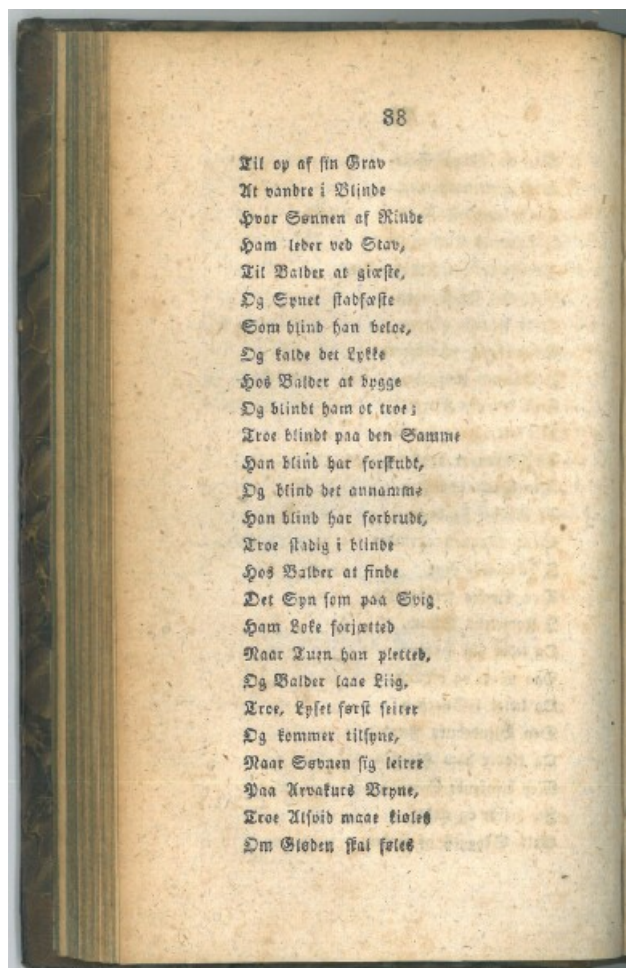 38
Til op af sin Grav
At vandre i Blinde
Hvor Sønnen af Rinde
Ham leder ved Stav,
Til Balder at giæste,
Og Synet stadfæste
Som blind han beloe,
Og kalde det Lykke
Hos Balder at bygge
Og blindt ham at troe;
Troe blindt paa den Samme
Han blind har forskudt,
Og blind det annamme
Han blind har forbrudt,
Troe stadig i blinde
Hos Balder at finde
Det Syn som paa Svig
Ham Loke forjætted
Naar Tuen han pletted,
Og Balder laae Liig,
Troe, Lyset først seirer
Og kommer tilsyne,
Naar Søvnen sig leirer
Paa Arvakurs Bryne,
Troe Alsvid maae kiøles
Om Gløden skal føles